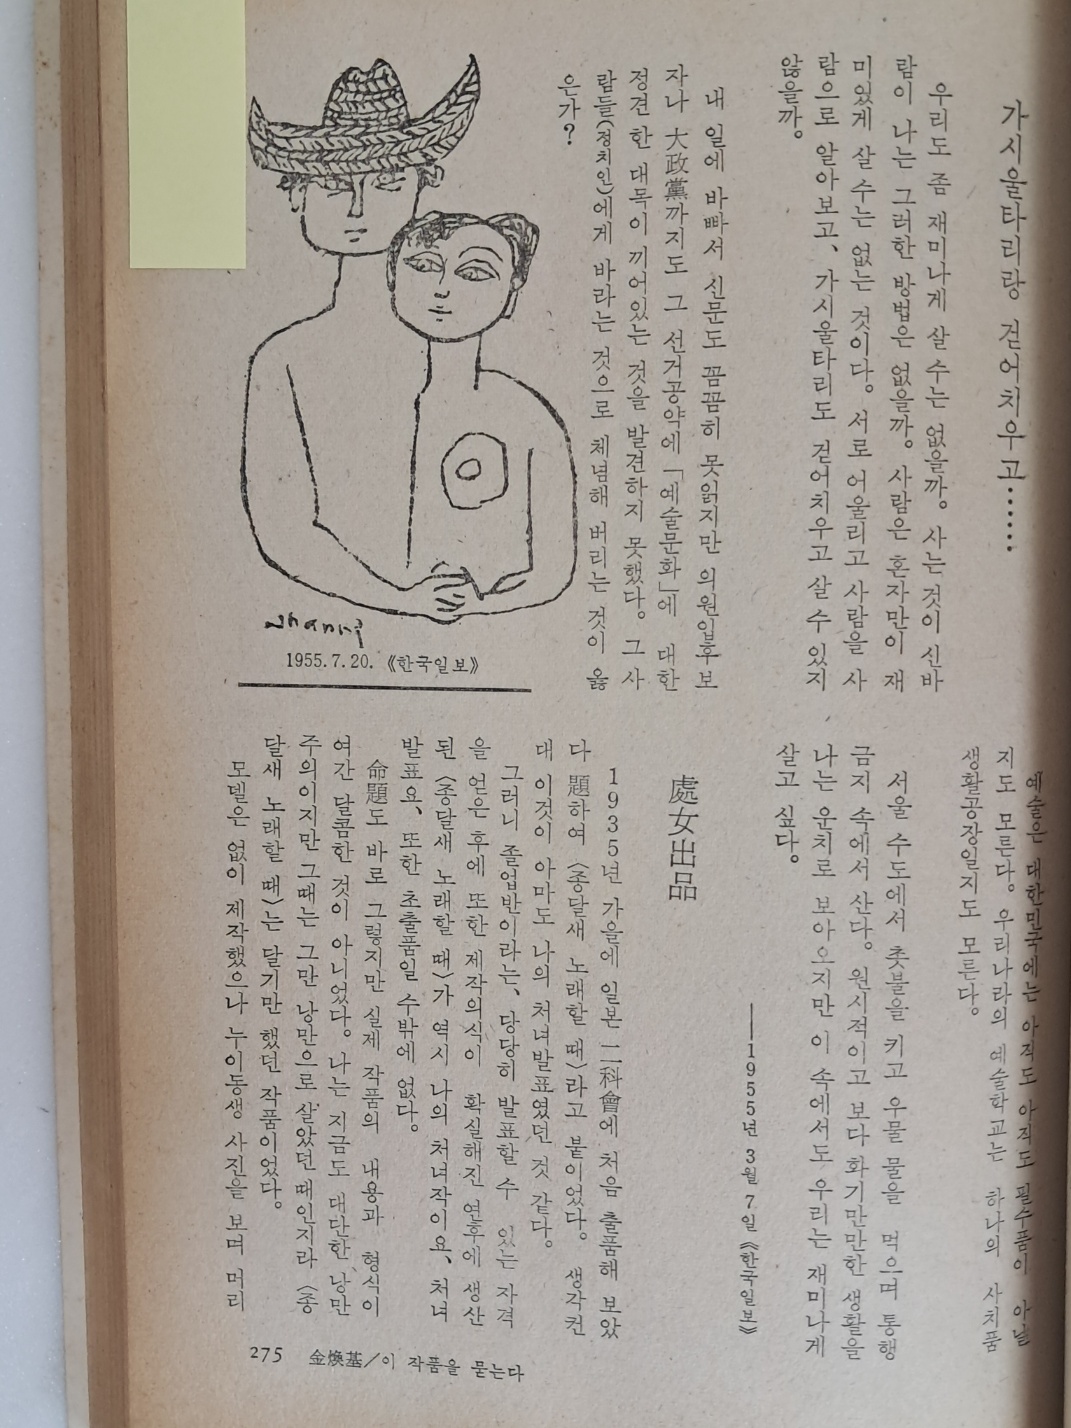 가시울타리랑 걷어치우고……
우리도 좀 재미나게 살 수는 없을까。 사는 것이 신바
람이 나는 그러한 방법은 없을까。 사람은 혼자만이 재
미있게 살 수는 없는 것이다。 서로 어울리고 사람을 사
람으로 알아보고、 가시울타리도 걷어치우고 살 수 있지
않을까。
내 일에 바빠서 신문도 꼼꼼히 못읽지만 의원입후보
자나 大政黨까지도 그 선거공약에 「예술문화」에 대한
정견 한 대목이 끼어있는 것을 발견하지 못했다。 그 사
람들(정치인)에게 바라는 것으로 체념해 버리는 것이 옳
은가?
whanki
1955.7.20.《한국일보》
예술은 대한민국에는 아직도 아직도 필수품이 아닐
지도 모른다。 우리나라의 예술학교는 하나의 사치품
생활공장일지도 모른다。
서울 수도에서 촛불을 키고 우물 물을 먹으며 통행
금지 속에서 산다。 원시적이고 보다 화기만만한 생활을
나는 운치로 보아오지만 이 속에서도 우리는 재미나게
살고 싶다。
──1955년 3월 7일《한국일보》
處女出品
1935년 가을에 일본 二科會에 처음 출품해 보았
다 題하여 〈종달새 노래할 때〉라고 붙이었다。 생각컨
대 이것이 아마도 나의 처녀발표였던 것 같다。
그러니 졸업반이라는、 당당히 발표할 수 있는 자격
을 얻은 후에 또한 제작의식이 확실해진 연후에 생산
된 〈종달새 노래할 때〉가 역시 나의 처녀작이요、 처녀
발표요、 또한 초출품일 수밖에 없다。
命題도 바로 그렇지만 실제 작품의 내용과 형식이
여간 달콤한 것이 아니었다。 나는 지금도 대단한 낭만
주의이지만 그때는 그만 낭만으로 살았던 때인지라 〈종
달새 노래할 때〉는 달기만 했던 작품이었다。
모델은 없이 제작했으나 누이동생 사진을 보며 머리
275 金煥基/이 작품을 묻는다